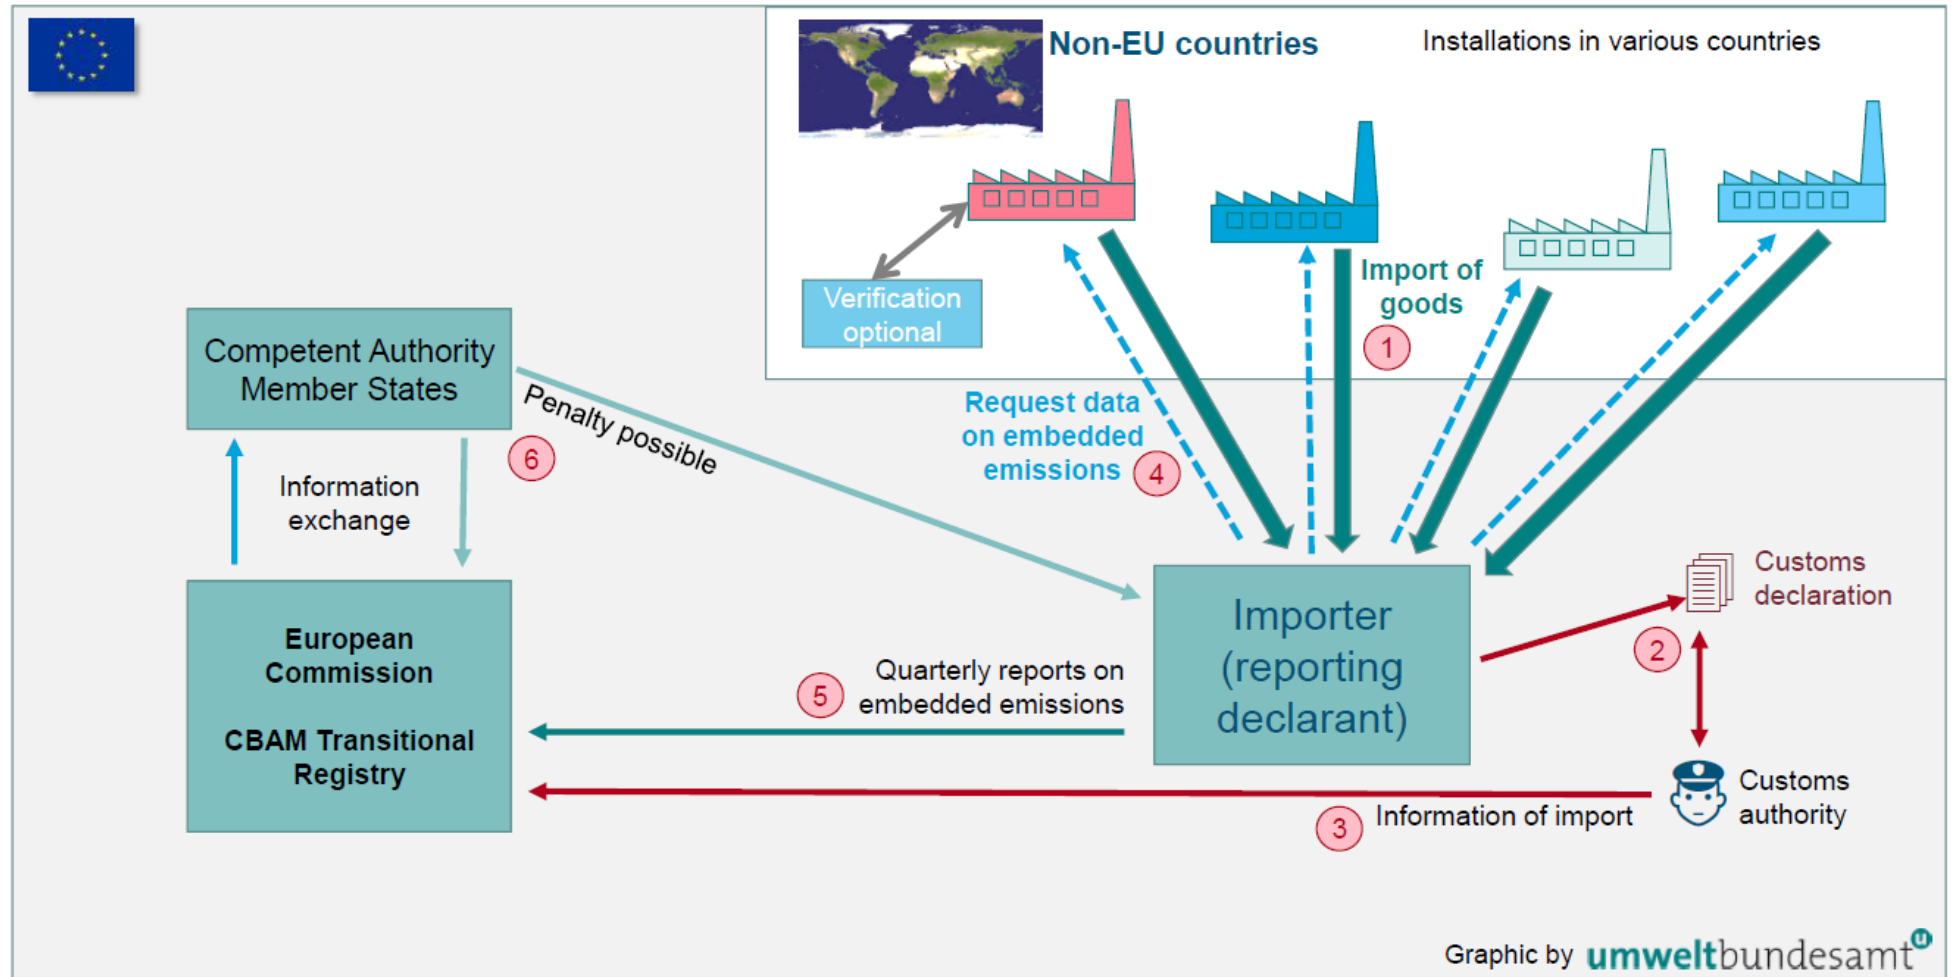 Non-EU countries
Installations in various countries
Verification
optional
Import of
goods
1
Request data
on embedded
emissions
4
Competent Authority
Member States
Penalty possible
6
Information
exchange
European
Commission
CBAM Transitional
Registry
Quarterly reports on
embedded emissions
5
Importer
(reporting
declarant)
Customs
declaration
2
Customs
authority
Information of import
3
Graphic by umweltbundesamt
u